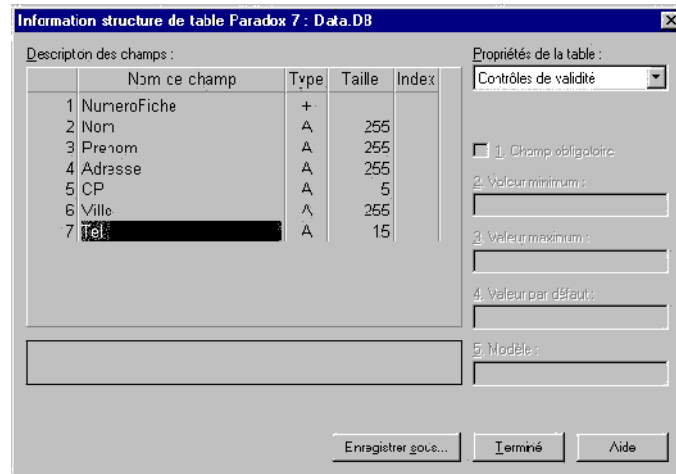 Information structure de table Paradox 7 : Data.DB
Description des champs :
Nom de champ Type Taille Index
1 NumeroFiche +
2 Nom A 255
3 Prenom A 255
4 Adresse A 255
5 CP A 5
6 Ville A 255
7 Tel A 15
Propriétés de la table :
Contrôles de validité
1. Champ obligatoire
2. Valeur minimum :
3. Valeur maximum :
4. Valeur par défaut :
5. Modèle :
Enregistrer sous... Terminé Aide